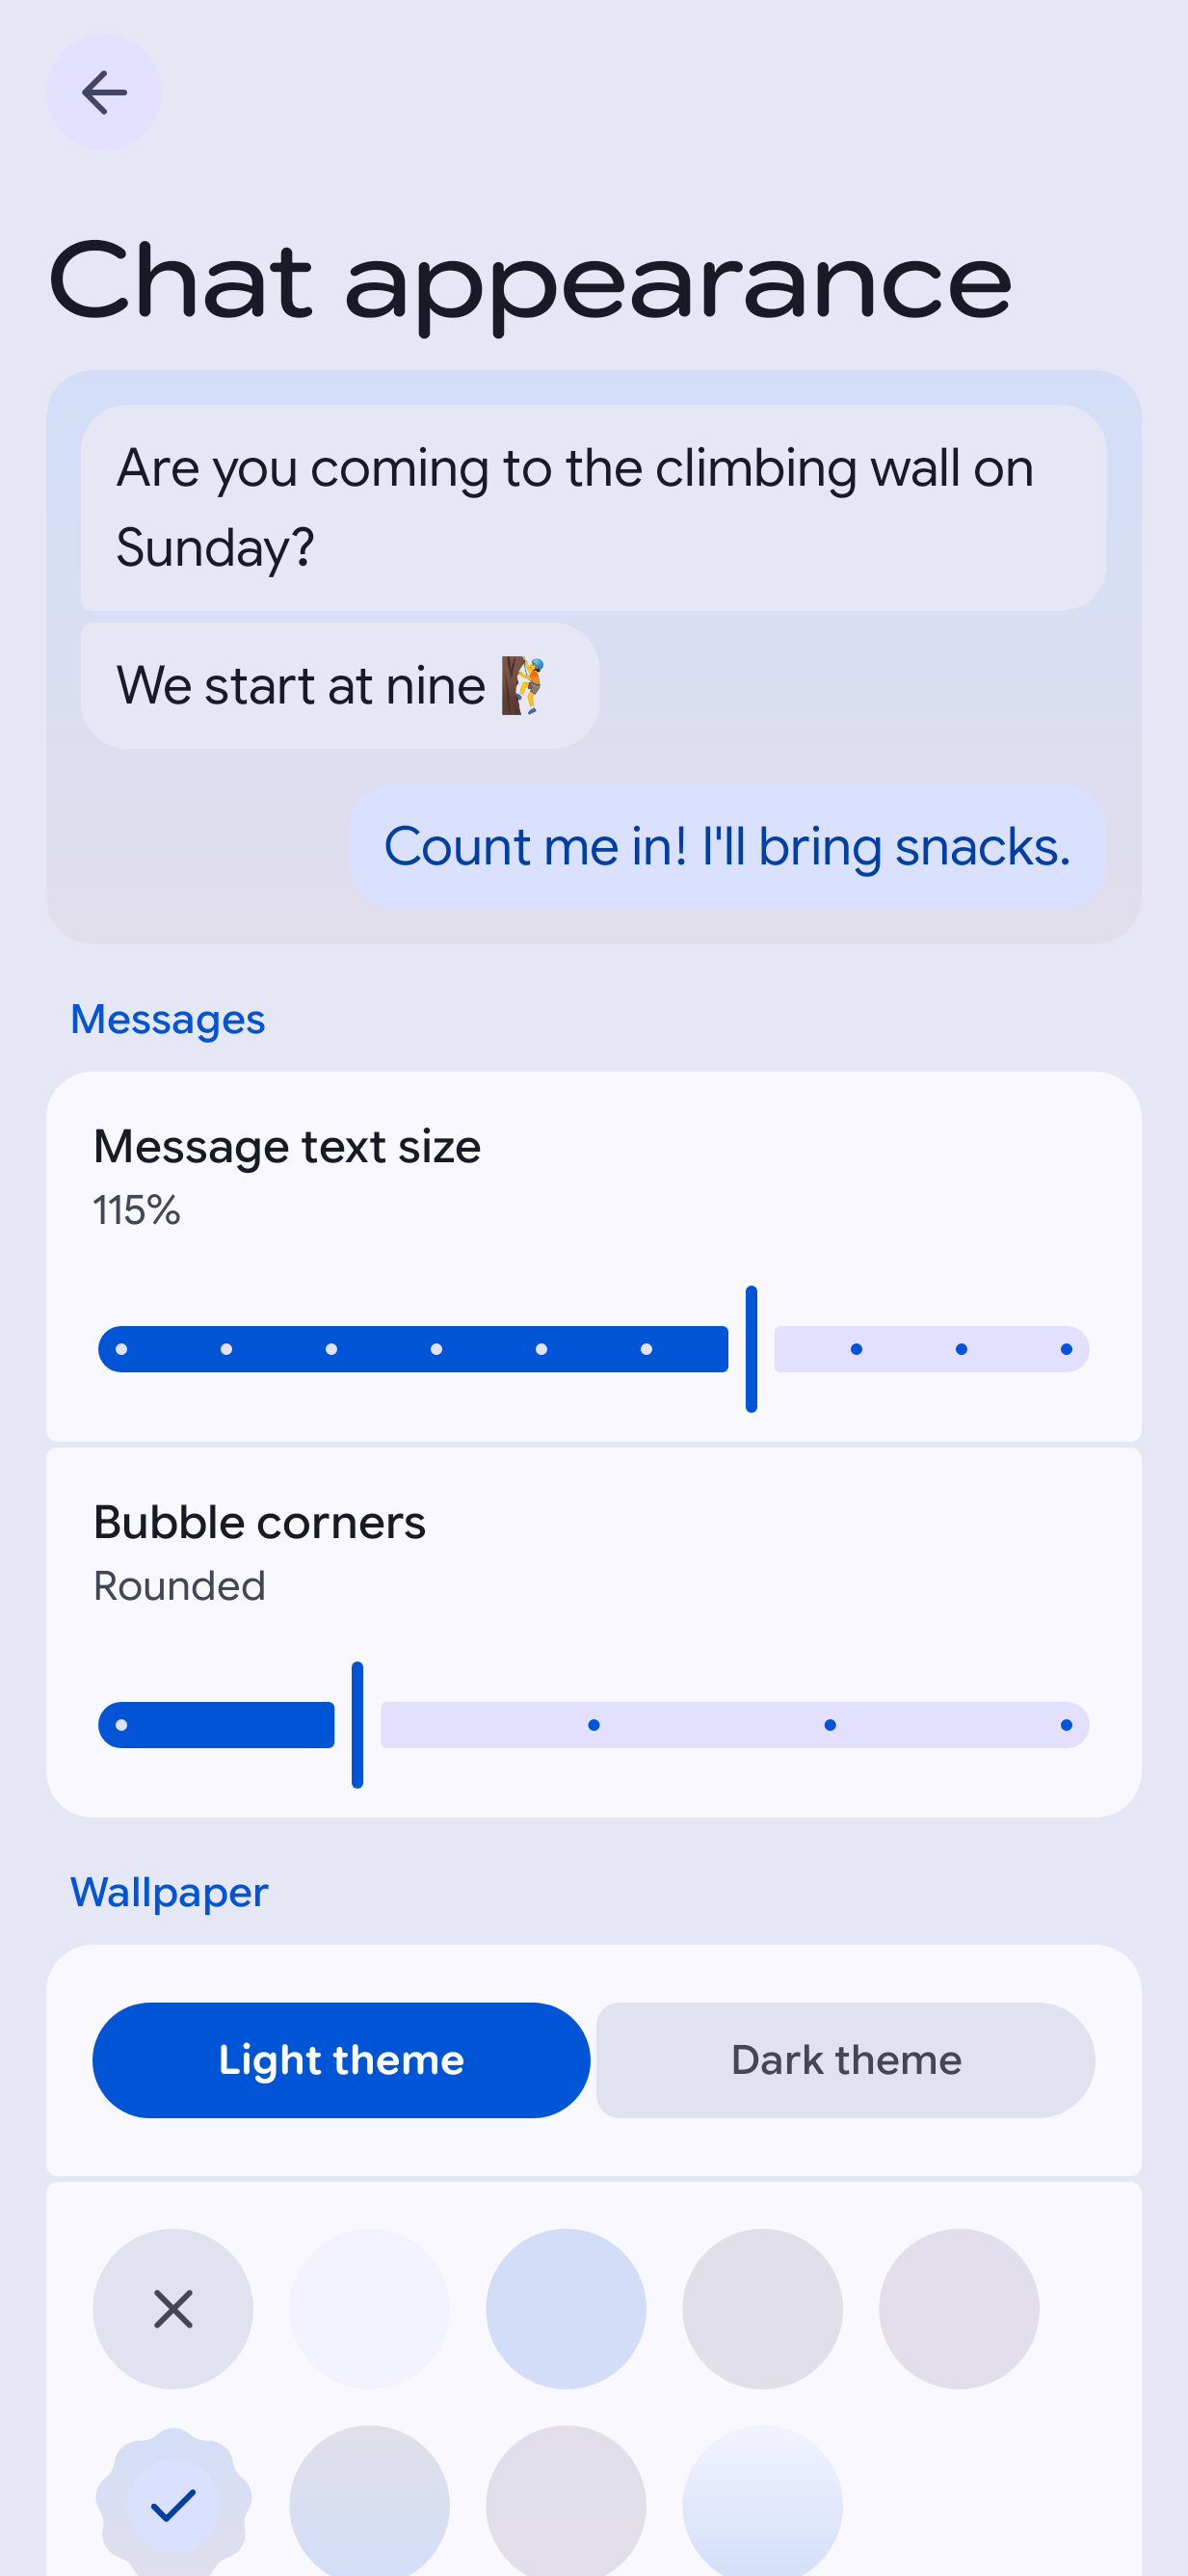 Chat appearance
Are you coming to the climbing wall on
Sunday?
We start at nine 🧗
Count me in! I'll bring snacks.
Messages
Message text size
115%
Bubble corners
Rounded
Wallpaper
Light theme
Dark theme